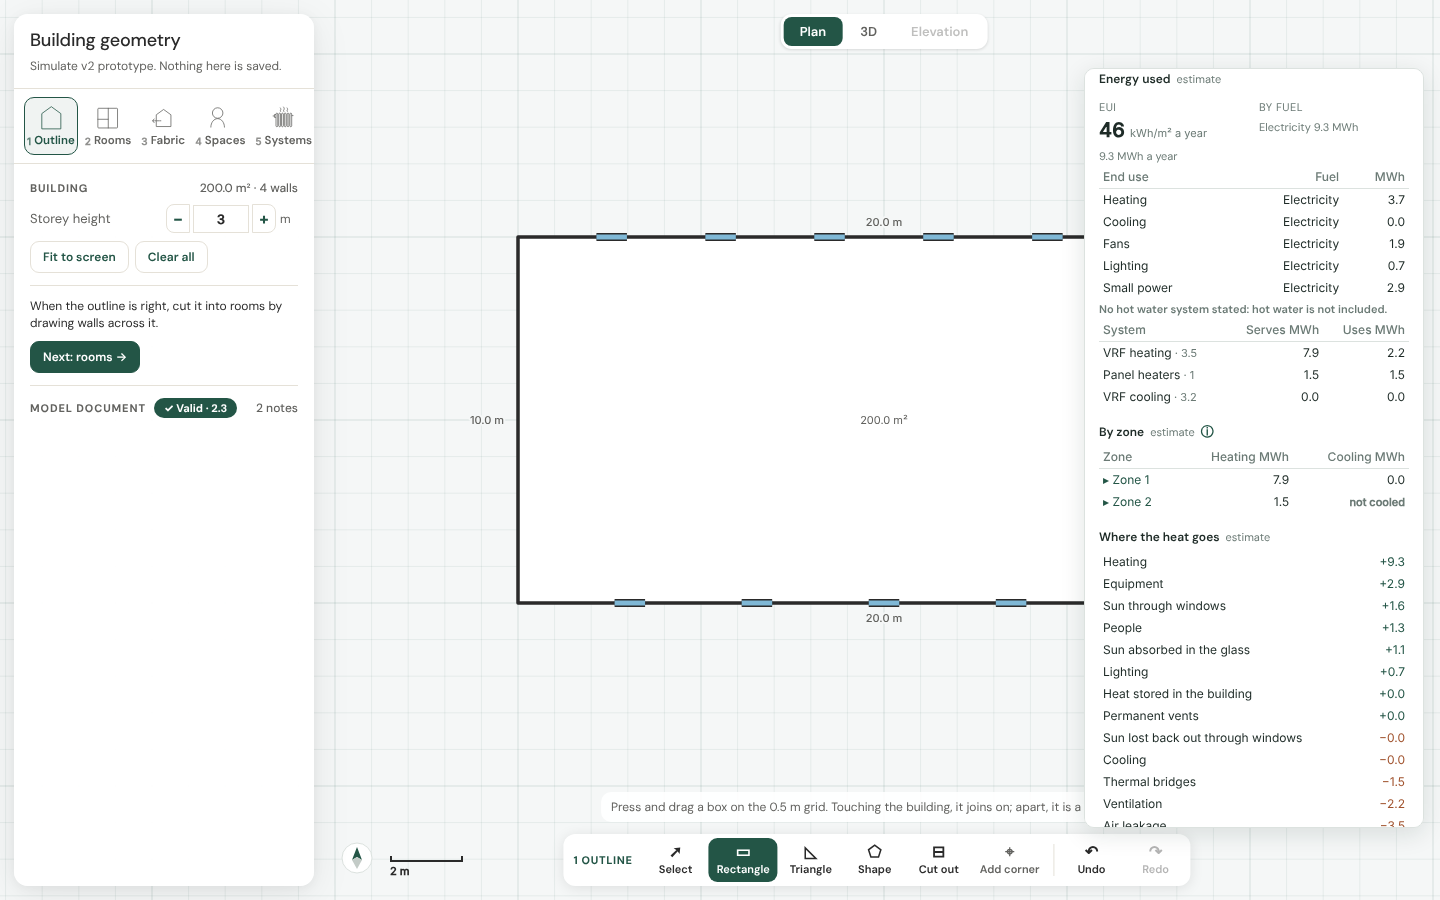 Building geometry
Simulate v2 prototype. Nothing here is saved.
1 Outline
2 Rooms
3 Fabric
4 Spaces
5 Systems
BUILDING 200.0 m² · 4 walls
Storey height − 3 + m
Fit to screen Clear all
When the outline is right, cut it into rooms by
drawing walls across it.
Next: rooms →
MODEL DOCUMENT ✓ Valid · 2.3 2 notes
Plan 3D Elevation
20.0 m
10.0 m
200.0 m²
20.0 m
Press and drag a box on the 0.5 m grid. Touching the building, it joins on; apart, it is a
2 m
1 OUTLINE Select Rectangle Triangle Shape Cut out Add corner Undo Redo
Energy used estimate
EUI BY FUEL
46 kWh/m² a year Electricity 9.3 MWh
9.3 MWh a year
End use Fuel MWh
Heating Electricity 3.7
Cooling Electricity 0.0
Fans Electricity 1.9
Lighting Electricity 0.7
Small power Electricity 2.9
No hot water system stated: hot water is not included.
System Serves MWh Uses MWh
VRF heating · 3.5 7.9 2.2
Panel heaters · 1 1.5 1.5
VRF cooling · 3.2 0.0 0.0
By zone estimate ⓘ
Zone Heating MWh Cooling MWh
▸ Zone 1 7.9 0.0
▸ Zone 2 1.5 not cooled
Where the heat goes estimate
Heating +9.3
Equipment +2.9
Sun through windows +1.6
People +1.3
Sun absorbed in the glass +1.1
Lighting +0.7
Heat stored in the building +0.0
Permanent vents +0.0
Sun lost back out through windows −0.0
Cooling −0.0
Thermal bridges −1.5
Ventilation −2.2
Air leakage −3.5